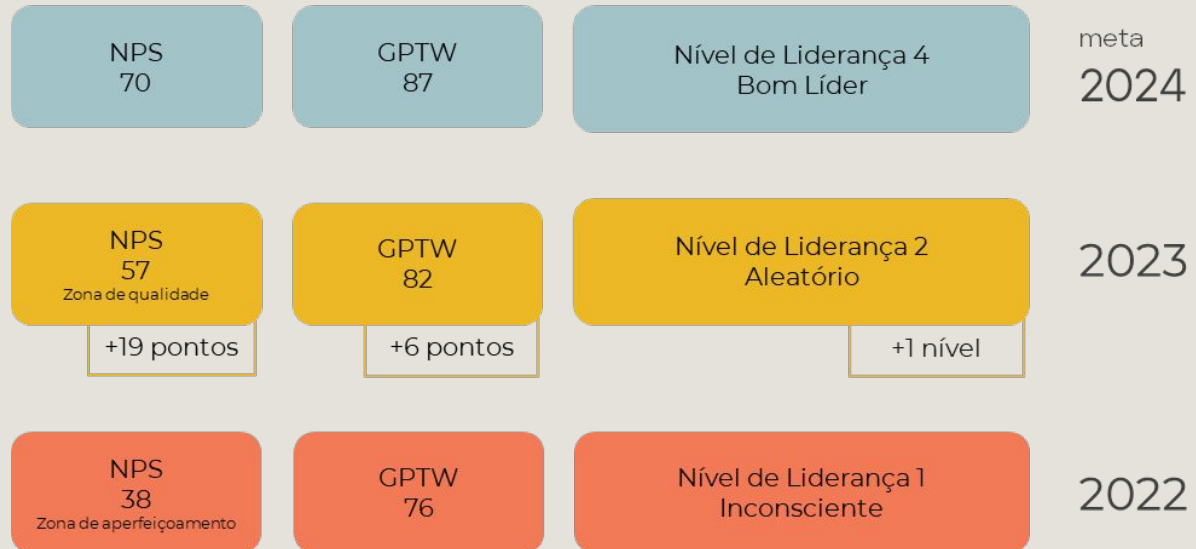 NPS
70
GPTW
87
Nível de Liderança 4
Bom Líder
meta
2024
NPS
57
Zona de qualidade
GPTW
82
Nível de Liderança 2
Aleatório
2023
+19 pontos
+6 pontos
+1 nível
NPS
38
Zona de aperfeiçoamento
GPTW
76
Nível de Liderança 1
Inconsciente
2022